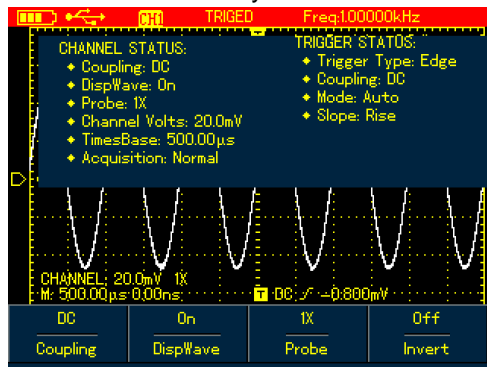 CH1 TRIGED Freq:1.00000kHz
CHANNEL STATUS:
Coupling: DC
DispWave: On
Probe: 1X
Channel Volts: 20.0mV
TimesBase: 500.00µs
Acquisition: Normal
TRIGGER STATUS:
Trigger Type: Edge
Coupling: DC
Mode: Auto
Slope: Rise
CHANNEL: 20.0mV 1X
M: 500.00µs 0.00ns T DC: -0.800mV
DC On 1X Off
Coupling DispWave Probe Invert